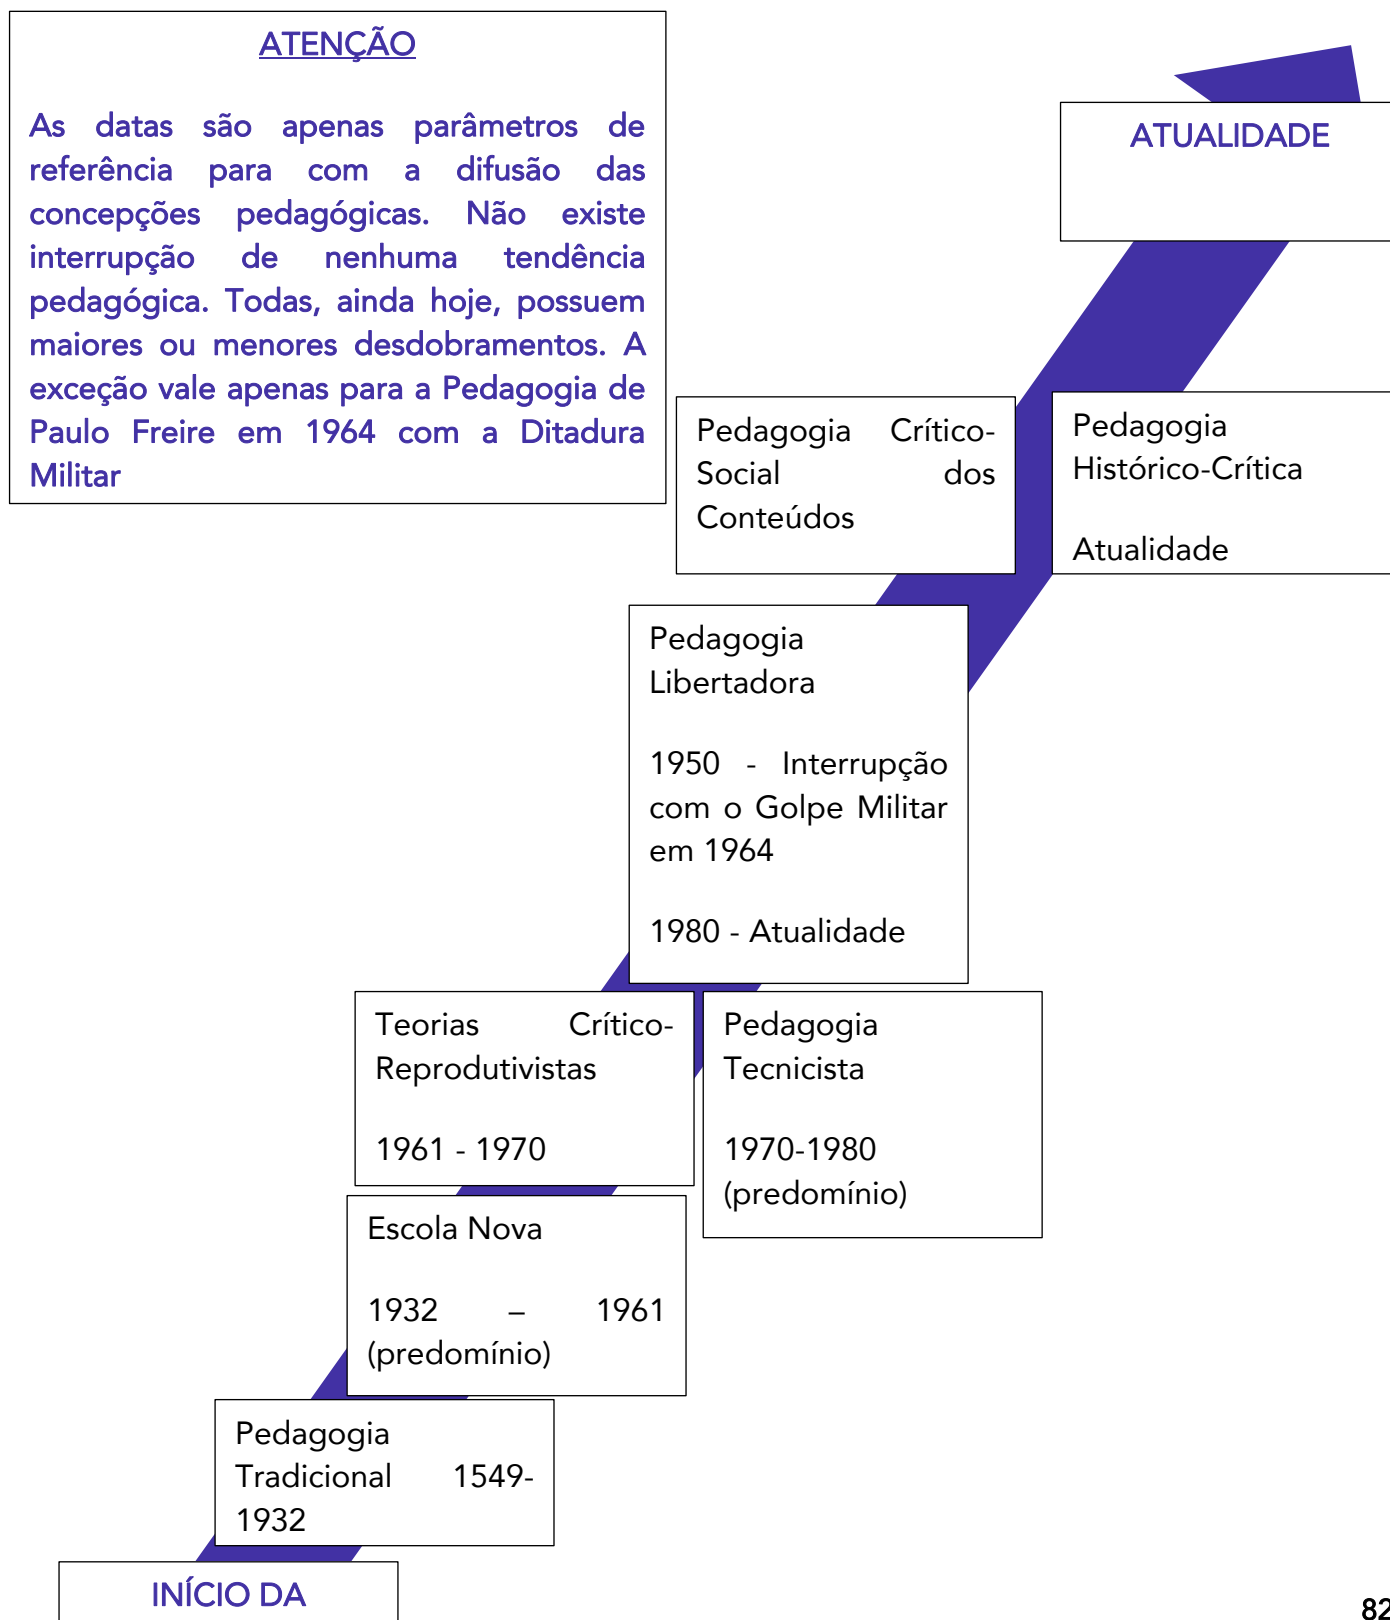 ATENÇÃO
As datas são apenas parâmetros de
referência para com a difusão das
concepções pedagógicas. Não existe
interrupção de nenhuma tendência
pedagógica. Todas, ainda hoje, possuem
maiores ou menores desdobramentos. A
exceção vale apenas para a Pedagogia de
Paulo Freire em 1964 com a Ditadura
Militar
ATUALIDADE
Pedagogia Crítico-
Social dos
Conteúdos
Pedagogia
Histórico-Crítica
Atualidade
Pedagogia
Libertadora
1950 - Interrupção
com o Golpe Militar
em 1964
1980 - Atualidade
Teorias Crítico-
Reprodutivistas
1961 - 1970
Pedagogia
Tecnicista
1970-1980
(predomínio)
Escola Nova
1932 – 1961
(predomínio)
Pedagogia
Tradicional 1549-
1932
INÍCIO DA
82